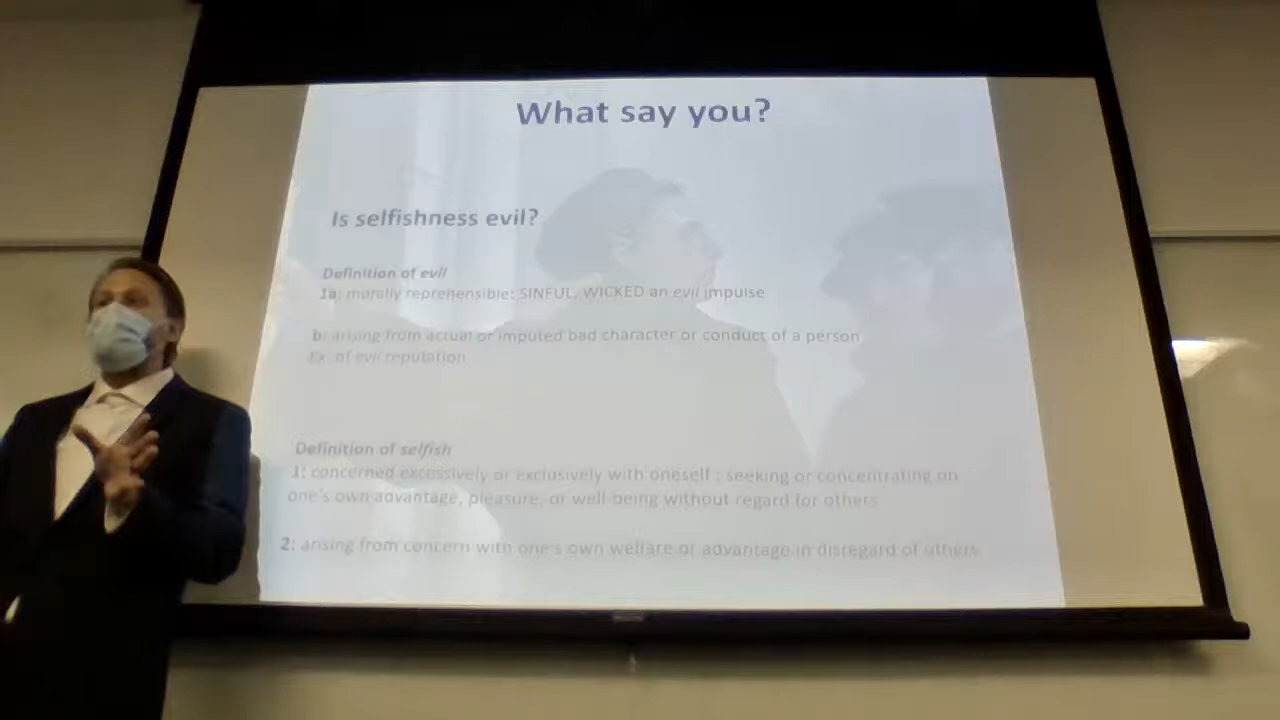 What say you?
Is selfishness evil?
Definition of evil
1a: morally reprehensible: SINFUL, WICKED an evil impulse
b: arising from actual or imputed bad character or conduct of a person
Ex: of evil reputation
Definition of selfish
1: concerned excessively or exclusively with oneself : seeking or concentrating on
one's own advantage, pleasure, or well-being without regard for others
2: arising from concern with one's own welfare or advantage in disregard of others